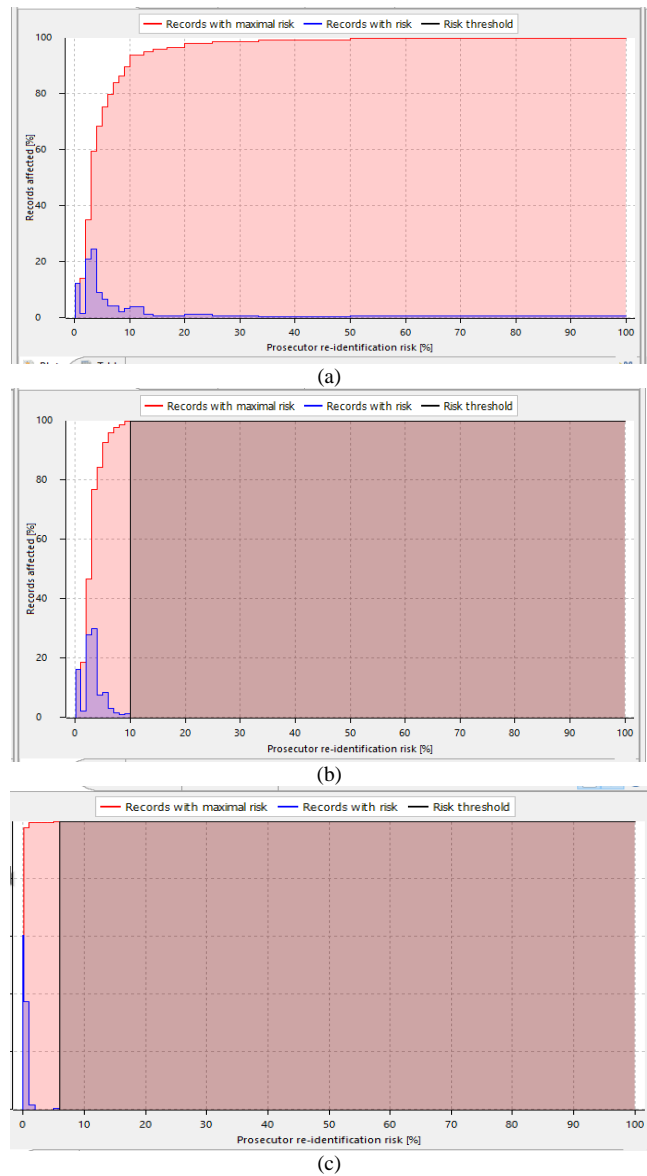 Records with maximal risk Records with risk Risk threshold
100
80
60
40
20
0
Records affected [%]
0 10 20 30 40 50 60 70 80 90 100
Prosecutor re-identification risk [%]
(a)
Records with maximal risk Records with risk Risk threshold
100
80
60
40
20
0
Records affected [%]
0 10 20 30 40 50 60 70 80 90 100
Prosecutor re-identification risk [%]
(b)
Records with maximal risk Records with risk Risk threshold
0 10 20 30 40 50 60 70 80 90 100
Prosecutor re-identification risk [%]
(c)